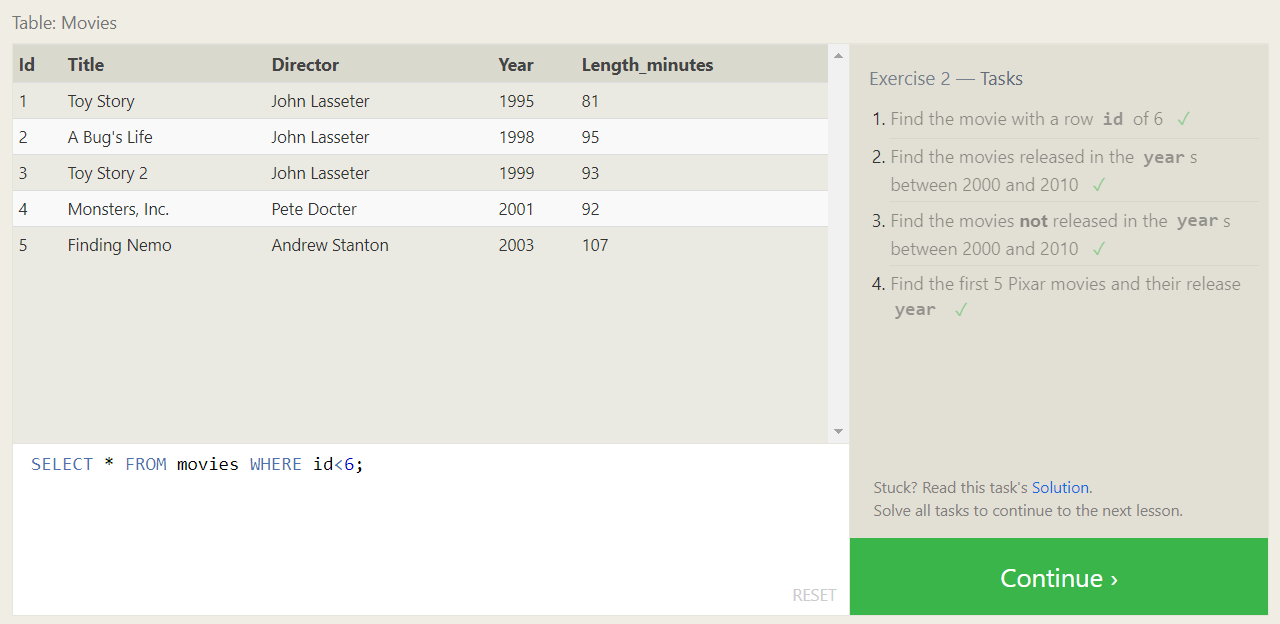 Table: Movies
Id Title Director Year Length_minutes
1 Toy Story John Lasseter 1995 81
2 A Bug's Life John Lasseter 1998 95
3 Toy Story 2 John Lasseter 1999 93
4 Monsters, Inc. Pete Docter 2001 92
5 Finding Nemo Andrew Stanton 2003 107
SELECT * FROM movies WHERE id<6;
RESET
Exercise 2 — Tasks
1. Find the movie with a row id of 6 ✓
2. Find the movies released in the year s
between 2000 and 2010 ✓
3. Find the movies not released in the year s
between 2000 and 2010 ✓
4. Find the first 5 Pixar movies and their release
year ✓
Stuck? Read this task's Solution.
Solve all tasks to continue to the next lesson.
Continue ›